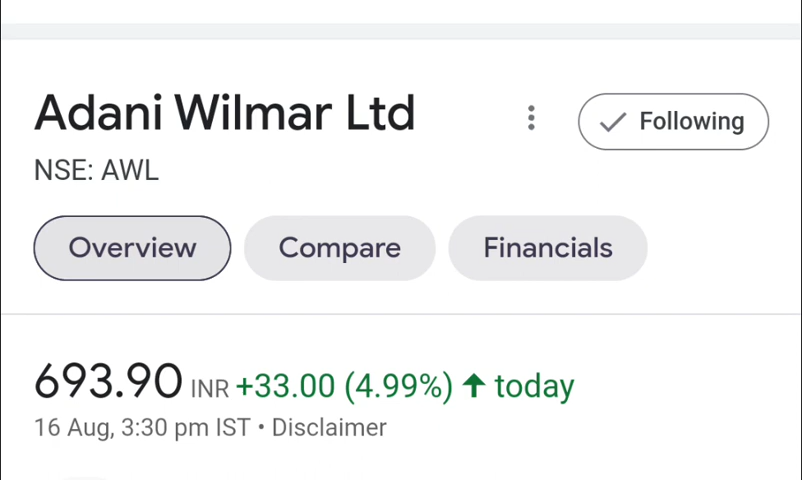 Adani Wilmar Ltd
Following
NSE: AWL
Overview
Compare
Financials
693.90 INR +33.00 (4.99%) ↑ today
16 Aug, 3:30 pm IST • Disclaimer